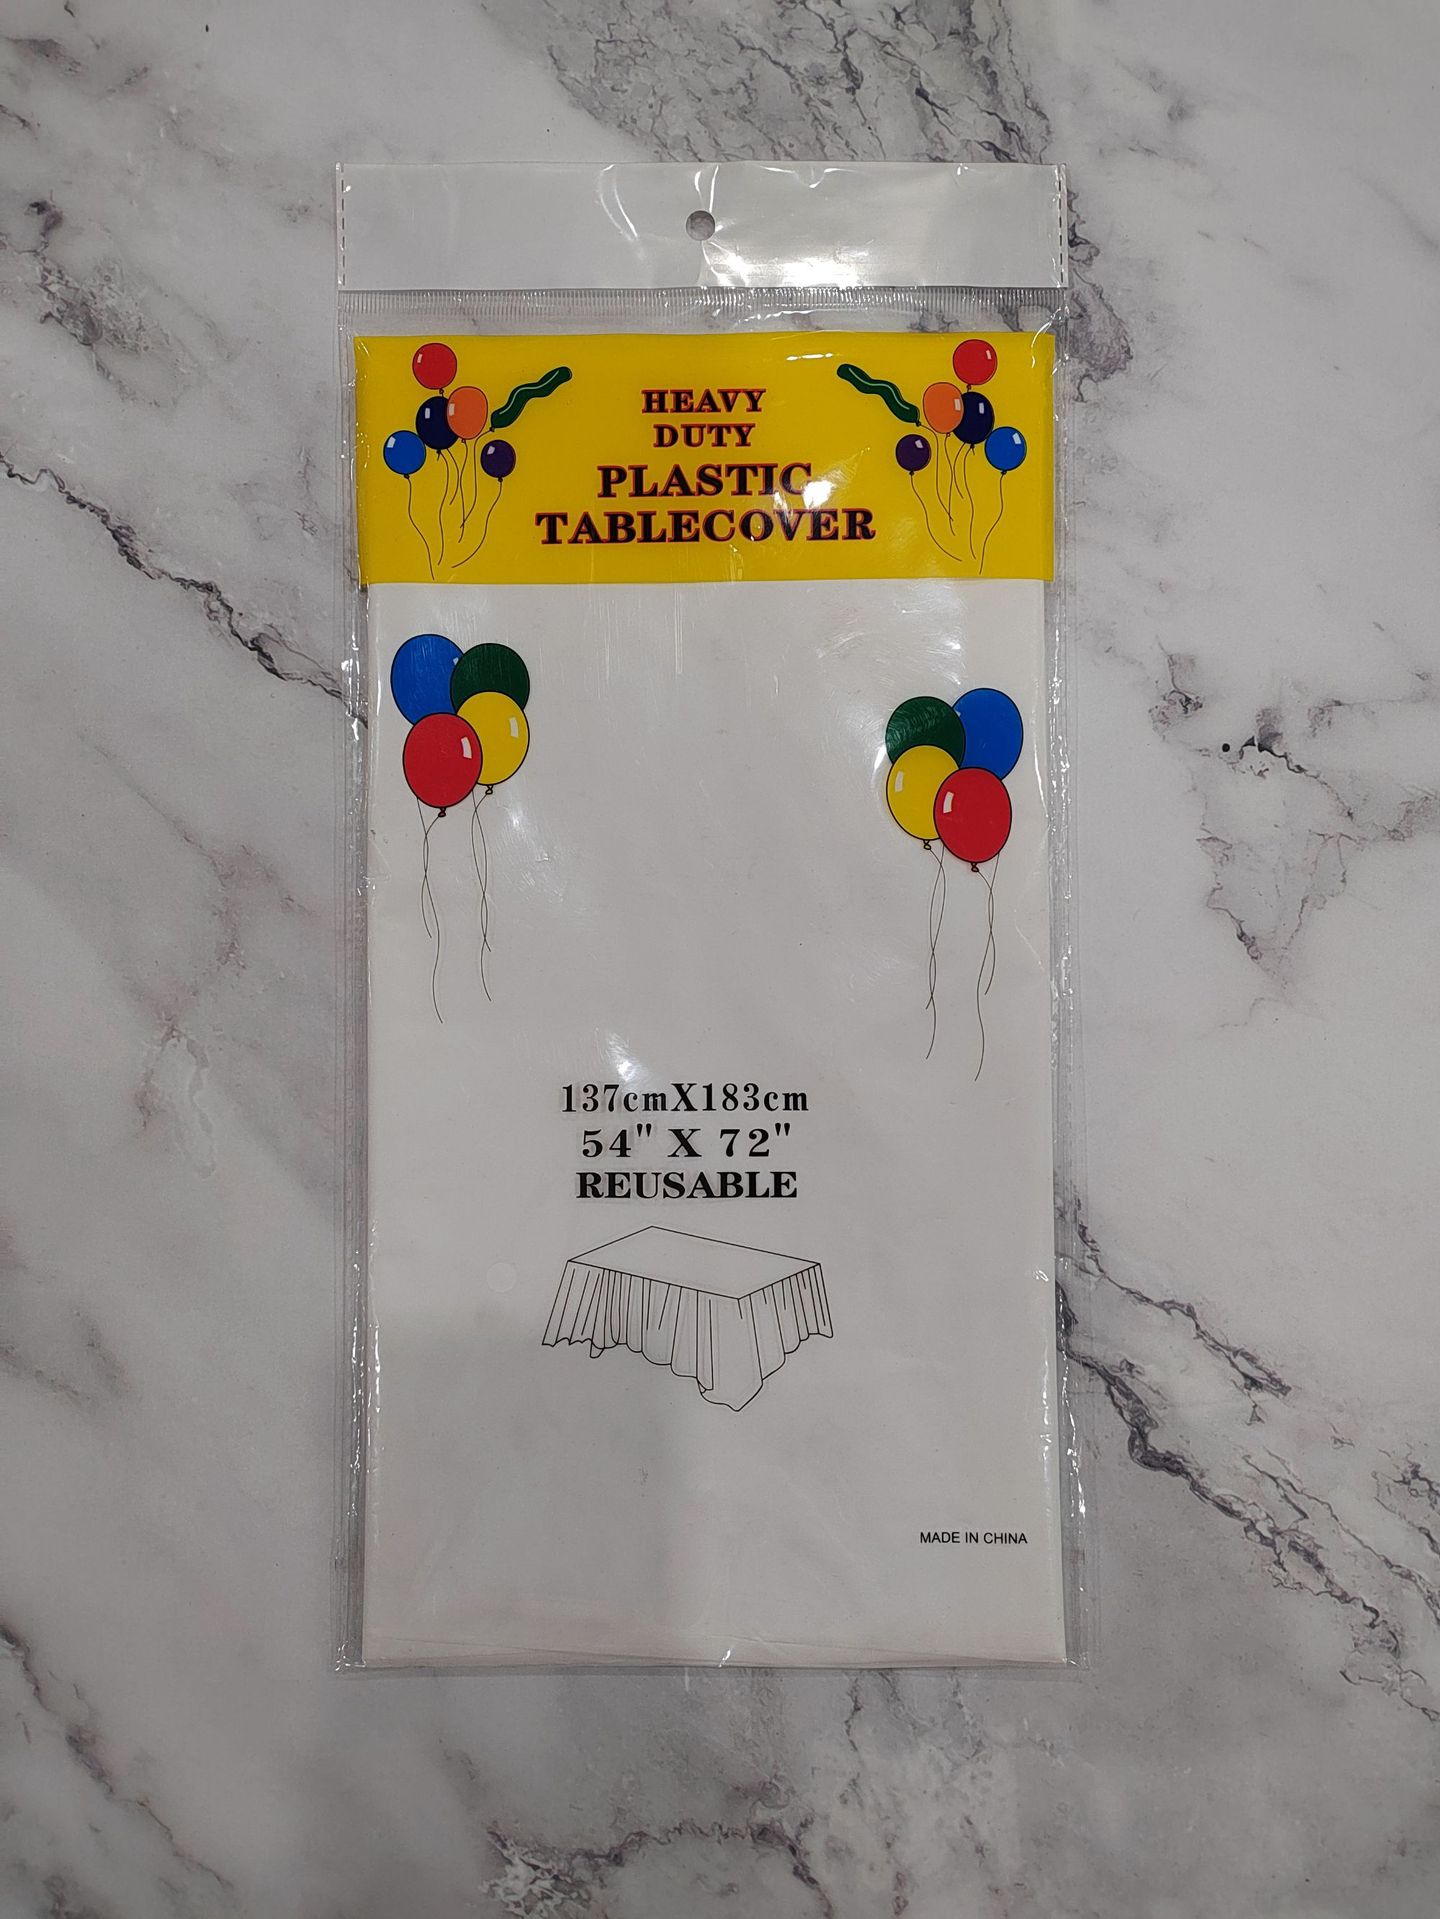 HEAVY
DUTY
PLASTIC
TABLECOVER
137cmX183cm
54" X 72"
REUSABLE
MADE IN CHINA